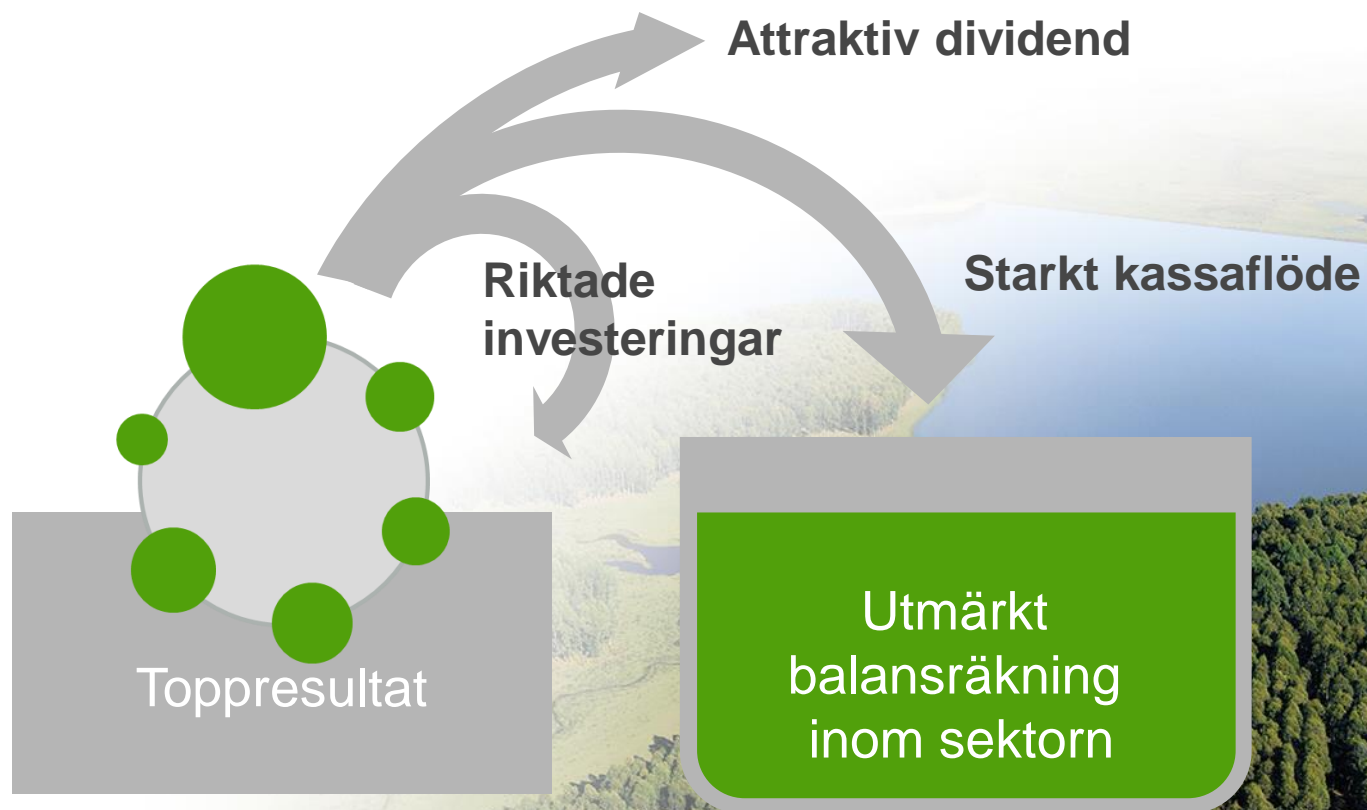 Attraktiv dividend
Riktade
investeringar
Starkt kassaflöde
Toppresultat
Utmärkt
balansräkning
inom sektorn